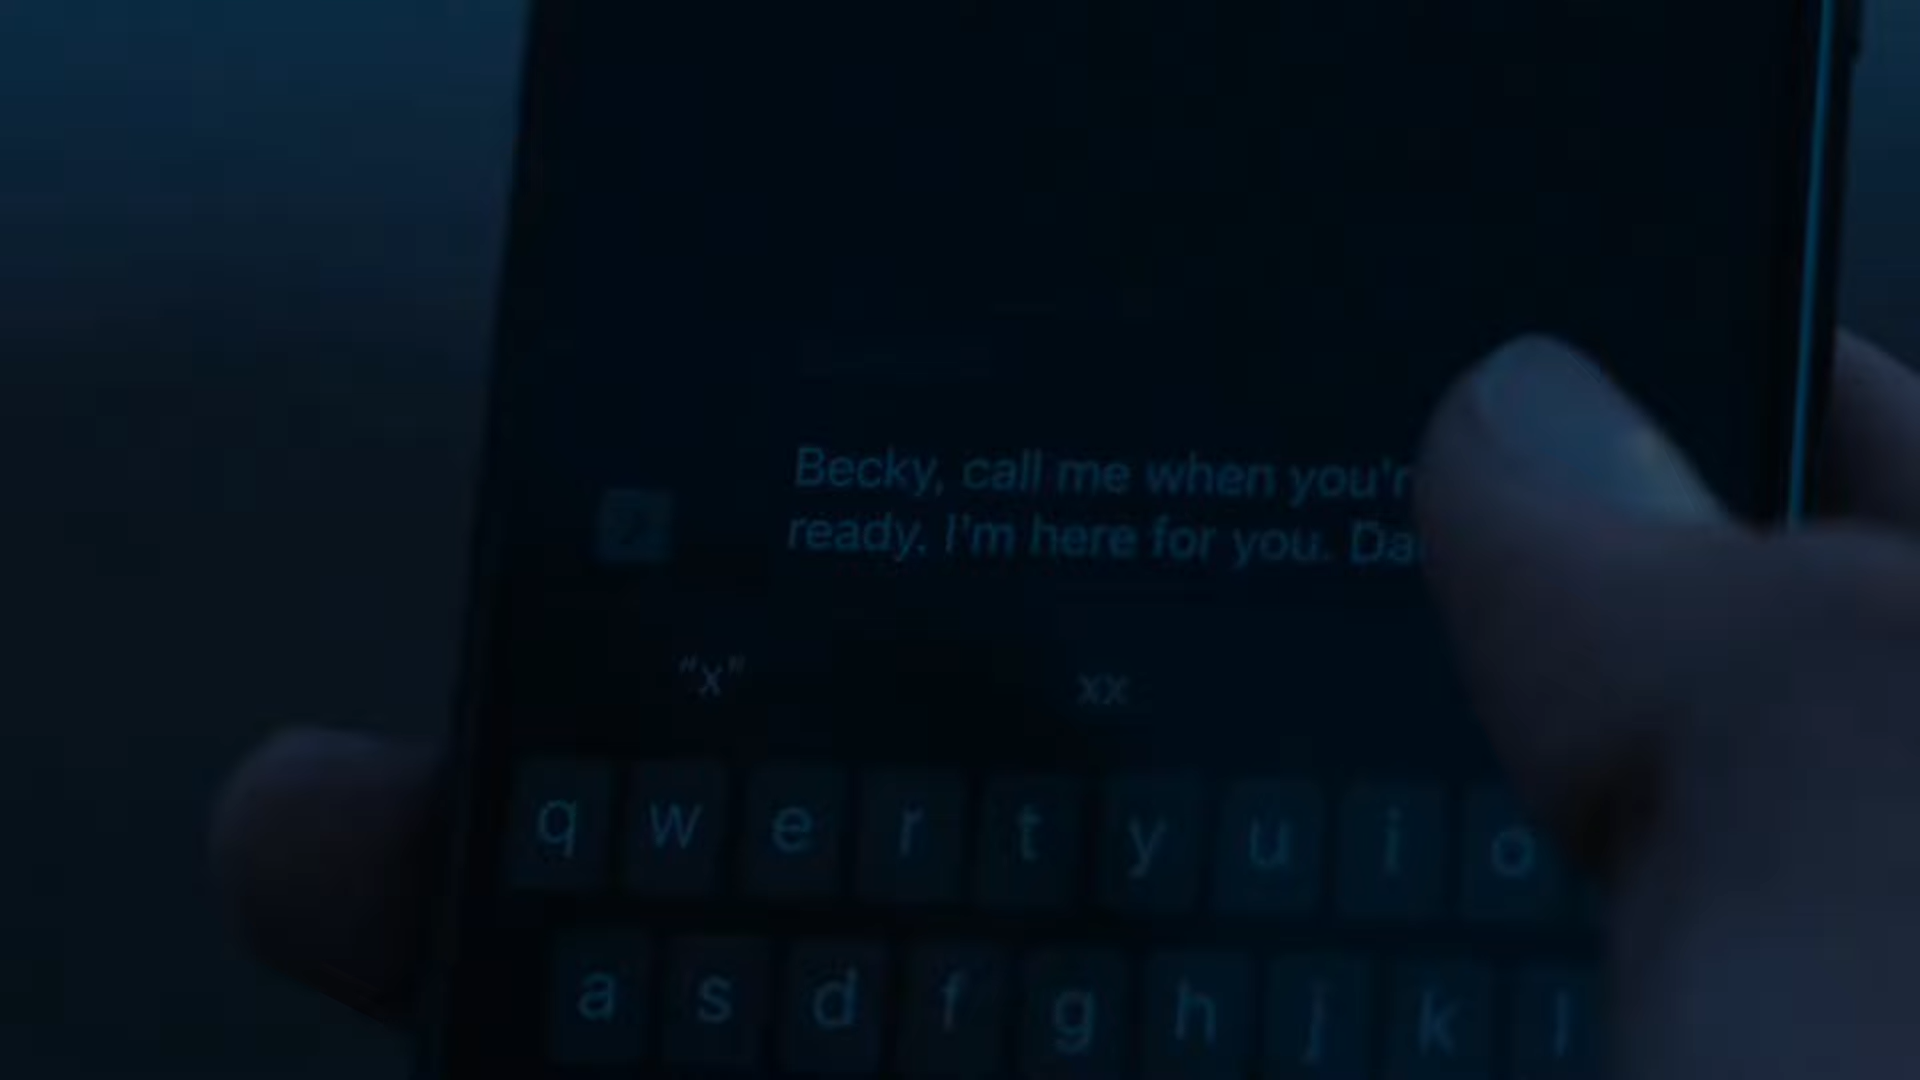 Becky, call me when you'r
ready. I'm here for you. Da
"x" xx
q w e r t y u i o
a s d f g h j k l